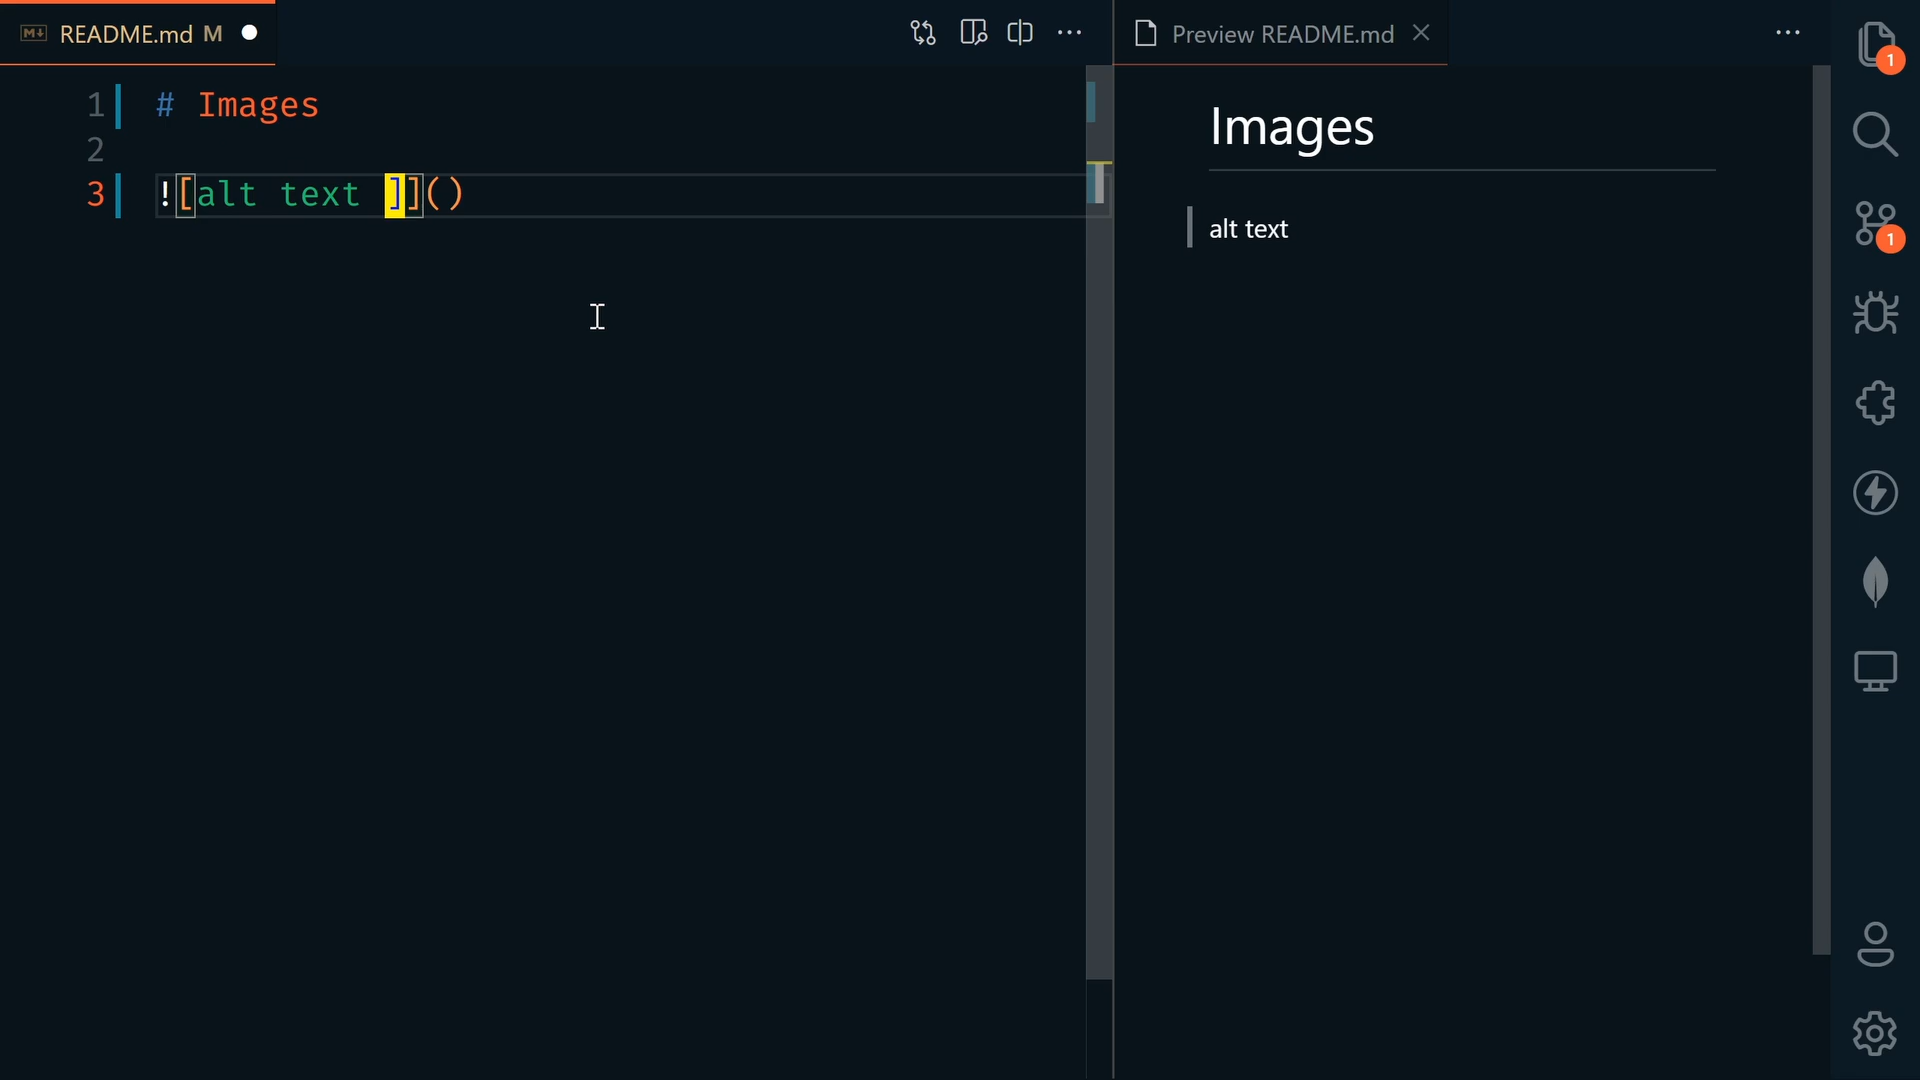 README.md M
Preview README.md
1 # Images
2
3 ![alt text ]]()
Images
alt text
1
1